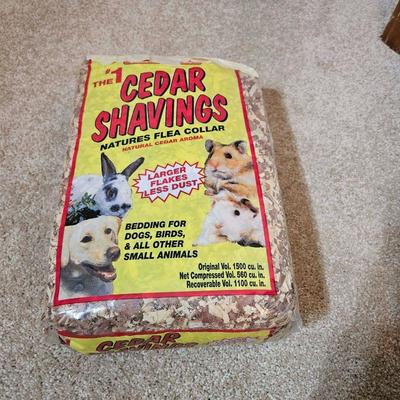 THE #1
CEDAR
SHAVINGS
NATURES FLEA COLLAR
NATURAL CEDAR AROMA
LARGER
FLAKES
LESS DUST
BEDDING FOR
DOGS, BIRDS,
& ALL OTHER
SMALL ANIMALS
Original Vol. 1500 cu. in.
Net Compressed Vol. 560 cu. in.
Recoverable Vol. 1100 cu. in.
CEDAR